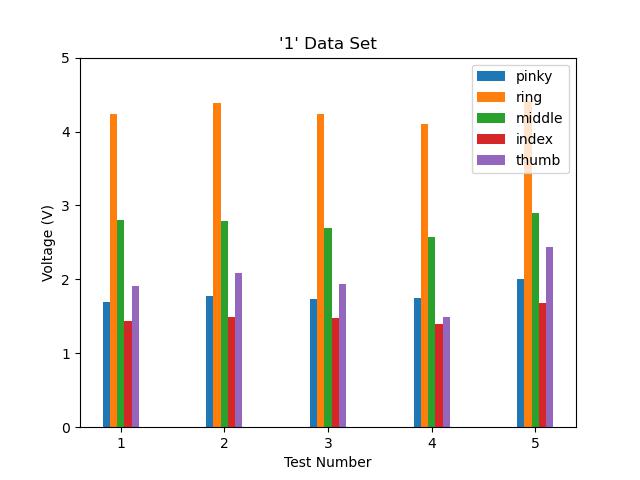 '1' Data Set
Voltage (V)
5
4
3
2
1
0
pinky
ring
middle
index
thumb
1 2 3 4 5
Test Number